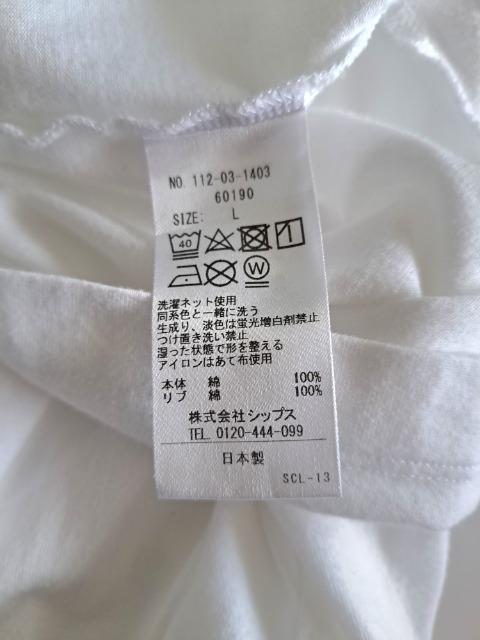 NO. 112-03-1403
60190
SIZE: L
40
W
洗濯ネット使用
同系色と一緒に洗う
生成り、淡色は蛍光増白剤禁止
つけ置き洗い禁止
湿った状態で形を整える
アイロンはあて布使用
本体 綿 100%
リブ 綿 100%
株式会社シップス
TEL. 0120-444-099
日本製
SCL-13